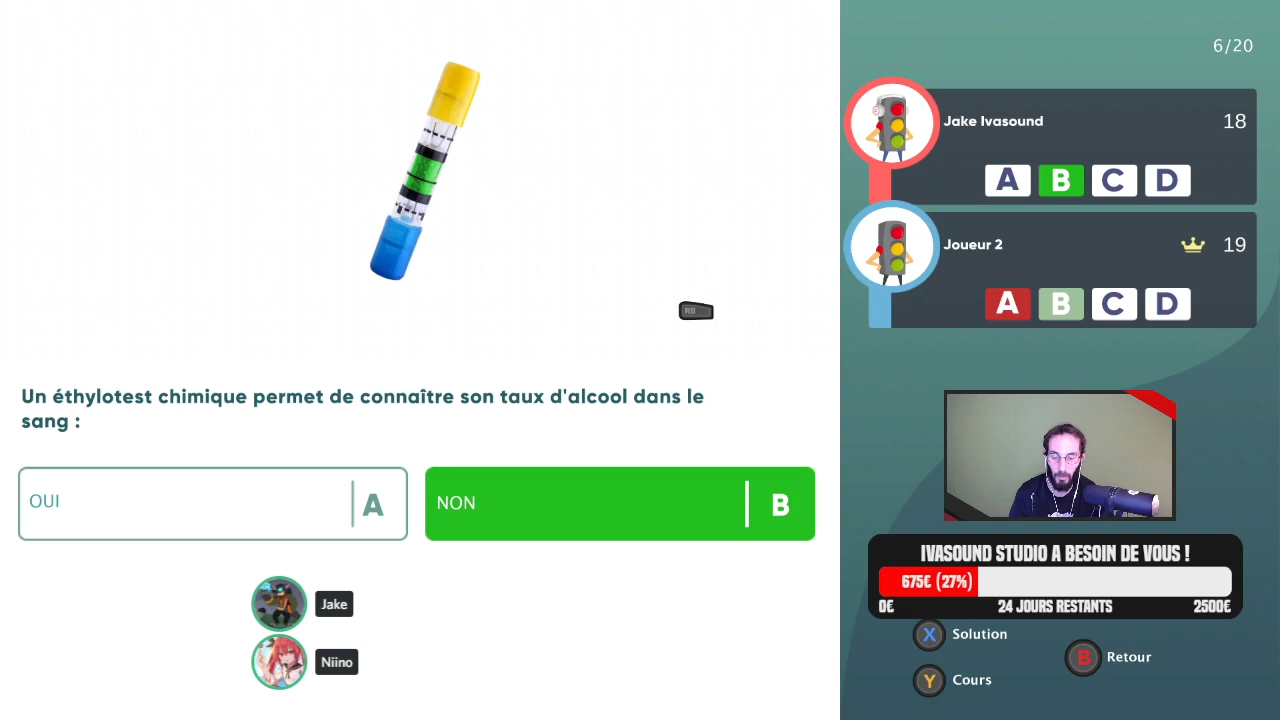 6/20
Jake Ivasound 18
A B C D
Joueur 2 19
A B C D
RB
Un éthylotest chimique permet de connaître son taux d'alcool dans le
sang :
OUI A
NON B
Jake
Niino
IVASOUND STUDIO A BESOIN DE VOUS !
675€ (27%)
0€ 24 JOURS RESTANTS 2500€
X Solution
B Retour
Y Cours